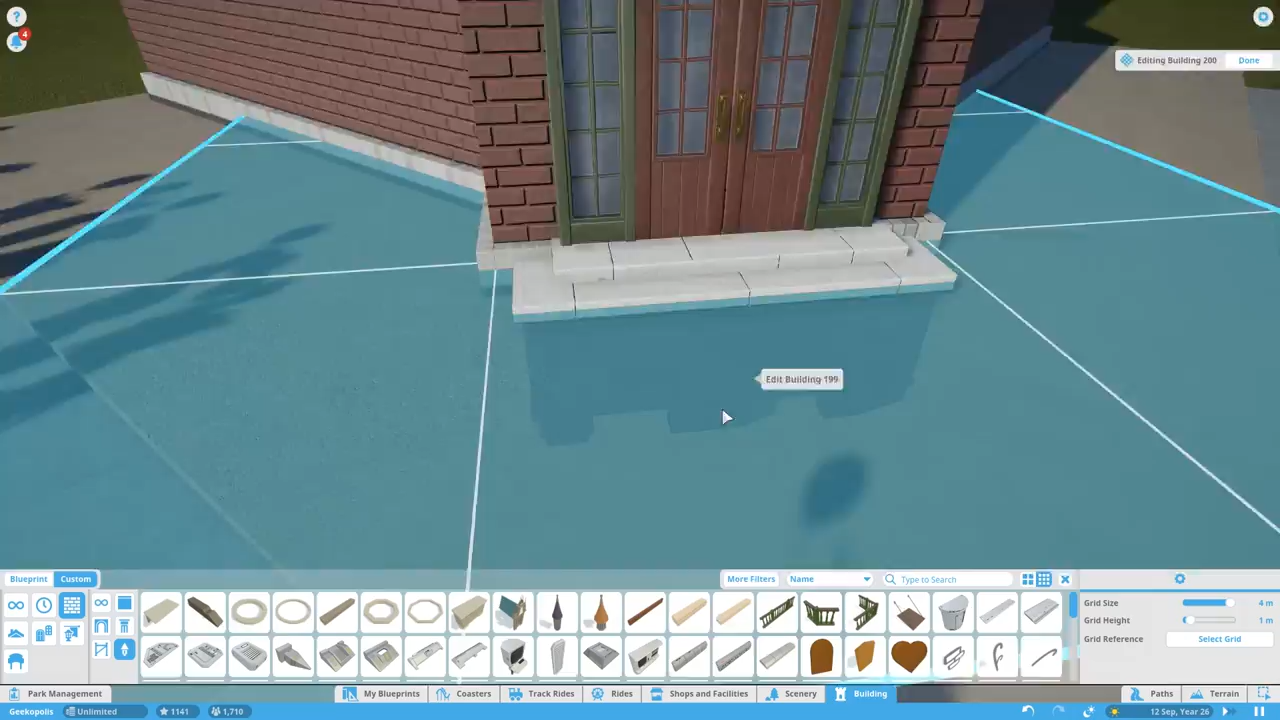 ?
4
Editing Building 200 Done
Edit Building 199
Blueprint Custom More Filters Name Type to Search
Grid Size 4 m
Grid Height 1 m
Grid Reference Select Grid
Park Management My Blueprints Coasters Track Rides Rides Shops and Facilities Scenery Building Paths Terrain
Geekopolis Unlimited 1141 1,710 12 Sep, Year 26